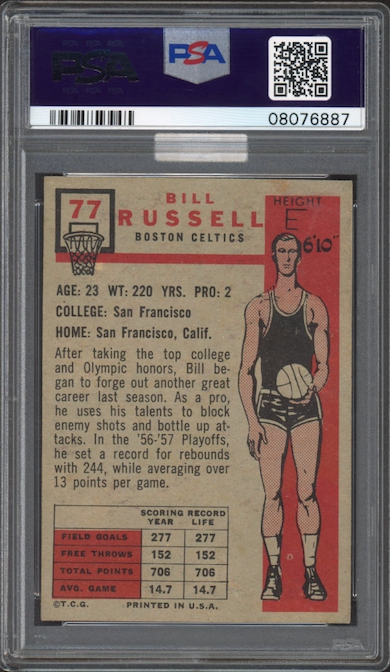 PSA
PSA
08076887
77
BILL
RUSSELL
BOSTON CELTICS
HEIGHT
E
6'10"
AGE: 23 WT: 220 YRS. PRO: 2
COLLEGE: San Francisco
HOME: San Francisco, Calif.
After taking the top college
and Olympic honors, Bill be-
gan to forge out another great
career last season. As a pro,
he uses his talents to block
enemy shots and bottle up at-
tacks. In the '56-'57 Playoffs,
he set a record for rebounds
with 244, while averaging over
13 points per game.
SCORING RECORD
YEAR LIFE
FIELD GOALS 277 277
FREE THROWS 152 152
TOTAL POINTS 706 706
AVG. GAME 14.7 14.7
©T.C.G. PRINTED IN U.S.A.